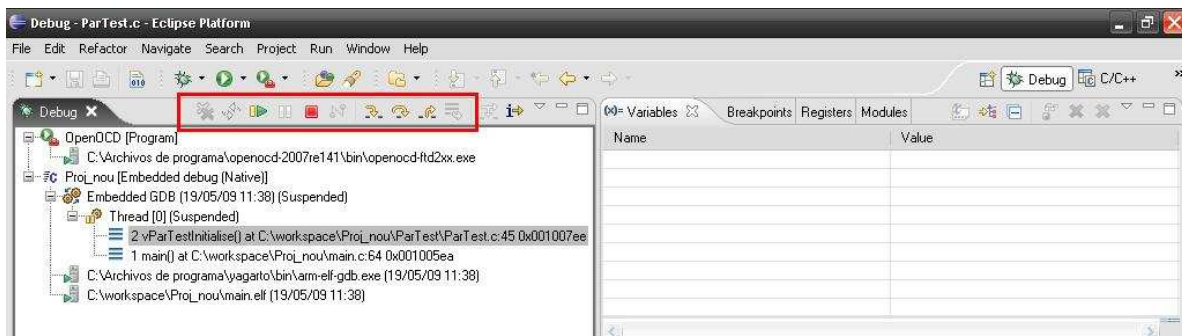 Debug - ParTest.c - Eclipse Platform
File Edit Refactor Navigate Search Project Run Window Help
Debug C/C++
Debug
(x)= Variables Breakpoints Registers Modules
OpenOCD [Program]
C:\Archivos de programa\openocd-2007re141\bin\openocd-ftd2xx.exe
Proj_nou [Embedded debug (Native)]
Embedded GDB (19/05/09 11:38) (Suspended)
Thread [0] (Suspended)
2 vParTestInitialise() at C:\workspace\Proj_nou\ParTest\ParTest.c:45 0x001007ee
1 main() at C:\workspace\Proj_nou\main.c:64 0x001005ea
C:\Archivos de programa\yagarto\bin\arm-elf-gdb.exe (19/05/09 11:38)
C:\workspace\Proj_nou\main.elf (19/05/09 11:38)
Name Value